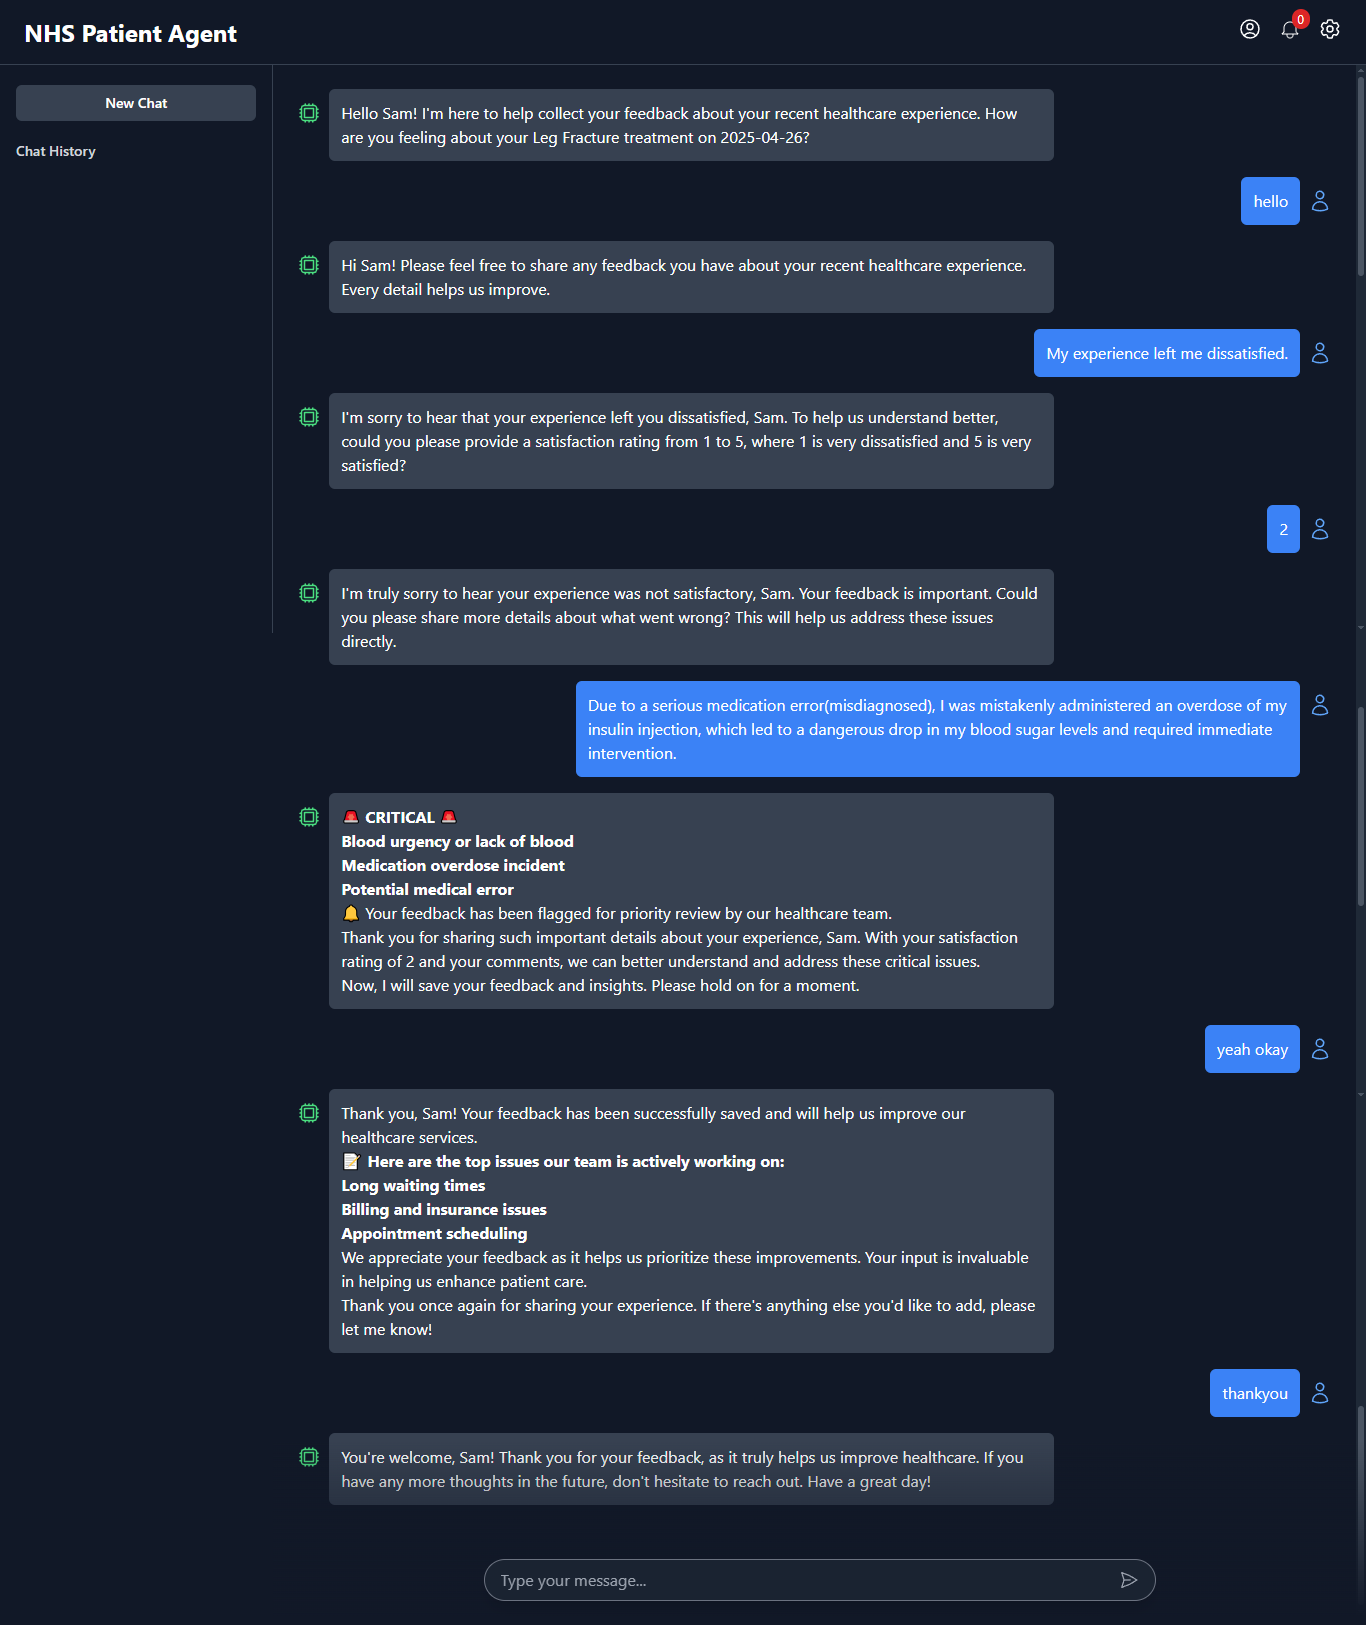 NHS Patient Agent
0
New Chat
Chat History
Hello Sam! I'm here to help collect your feedback about your recent healthcare experience. How
are you feeling about your Leg Fracture treatment on 2025-04-26?
hello
Hi Sam! Please feel free to share any feedback you have about your recent healthcare experience.
Every detail helps us improve.
My experience left me dissatisfied.
I'm sorry to hear that your experience left you dissatisfied, Sam. To help us understand better,
could you please provide a satisfaction rating from 1 to 5, where 1 is very dissatisfied and 5 is very
satisfied?
2
I'm truly sorry to hear your experience was not satisfactory, Sam. Your feedback is important. Could
you please share more details about what went wrong? This will help us address these issues
directly.
Due to a serious medication error(misdiagnosed), I was mistakenly administered an overdose of my
insulin injection, which led to a dangerous drop in my blood sugar levels and required immediate
intervention.
🚨 CRITICAL 🚨
Blood urgency or lack of blood
Medication overdose incident
Potential medical error
🔔 Your feedback has been flagged for priority review by our healthcare team.
Thank you for sharing such important details about your experience, Sam. With your satisfaction
rating of 2 and your comments, we can better understand and address these critical issues.
Now, I will save your feedback and insights. Please hold on for a moment.
yeah okay
Thank you, Sam! Your feedback has been successfully saved and will help us improve our
healthcare services.
📝 Here are the top issues our team is actively working on:
Long waiting times
Billing and insurance issues
Appointment scheduling
We appreciate your feedback as it helps us prioritize these improvements. Your input is invaluable
in helping us enhance patient care.
Thank you once again for sharing your experience. If there's anything else you'd like to add, please
let me know!
thankyou
You're welcome, Sam! Thank you for your feedback, as it truly helps us improve healthcare. If you
have any more thoughts in the future, don't hesitate to reach out. Have a great day!
Type your message...